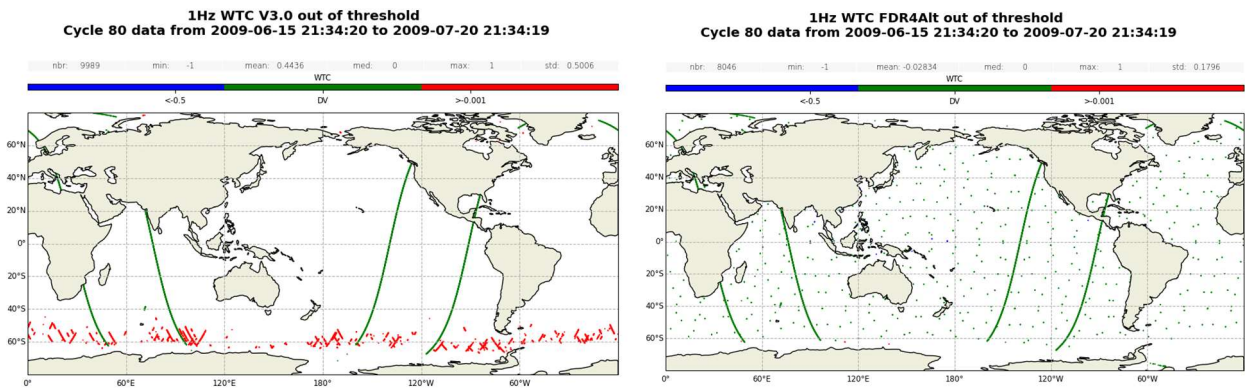 1Hz WTC V3.0 out of threshold
Cycle 80 data from 2009-06-15 21:34:20 to 2009-07-20 21:34:19
nbr: 9989 min: -1 mean: 0.4436 med: 0 max: 1 std: 0.5006
WTC
<-0.5 DV >-0.001
60°N
40°N
20°N
0°
20°S
40°S
60°S
0° 60°E 120°E 180° 120°W 60°W
1Hz WTC FDR4Alt out of threshold
Cycle 80 data from 2009-06-15 21:34:20 to 2009-07-20 21:34:19
nbr: 8046 min: -1 mean: -0.02834 med: 0 max: 1 std: 0.1796
WTC
<-0.5 DV >-0.001
60°N
40°N
20°N
0°
20°S
40°S
60°S
0° 60°E 120°E 180° 120°W 60°W